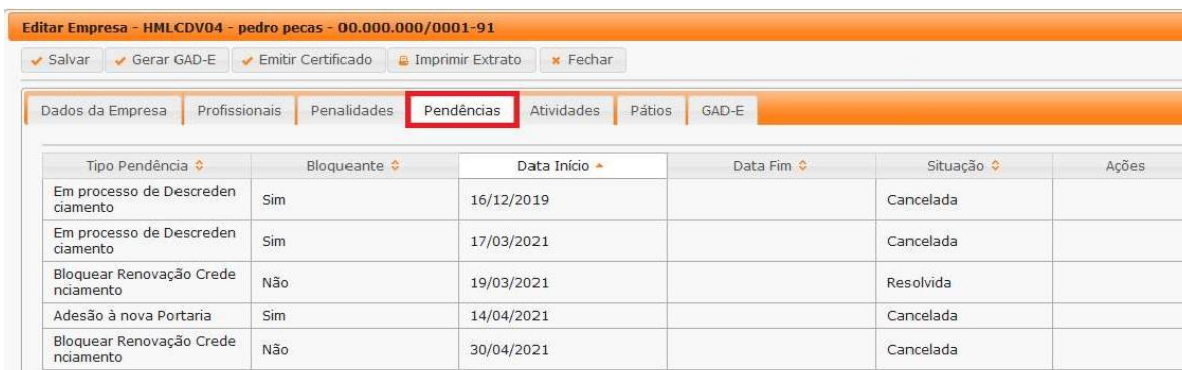 Editar Empresa - HMLCDV04 - pedro pecas - 00.000.000/0001-91
Salvar Gerar GAD-E Emitir Certificado Imprimir Extrato Fechar
Dados da Empresa Profissionais Penalidades Pendências Atividades Pátios GAD-E
Tipo Pendência Bloqueante Data Início Data Fim Situação Ações
Em processo de Descreden
ciamento Sim 16/12/2019 Cancelada
Em processo de Descreden
ciamento Sim 17/03/2021 Cancelada
Bloquear Renovação Crede
nciamento Não 19/03/2021 Resolvida
Adesão à nova Portaria Sim 14/04/2021 Cancelada
Bloquear Renovação Crede
nciamento Não 30/04/2021 Cancelada